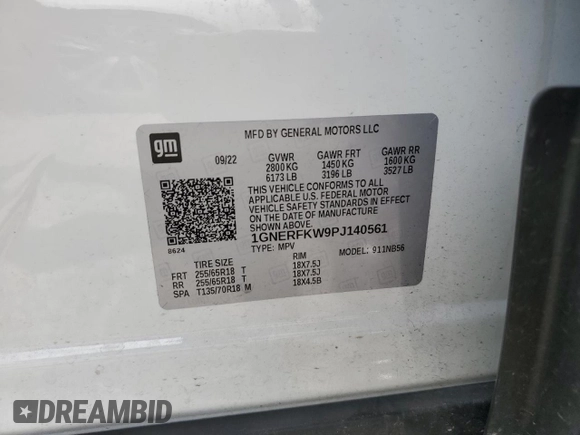 gm
MFD BY GENERAL MOTORS LLC
09/22 GVWR GAWR FRT GAWR RR
2800 KG 1450 KG 1600 KG
6173 LB 3196 LB 3527 LB
THIS VEHICLE CONFORMS TO ALL
APPLICABLE U.S. FEDERAL MOTOR
VEHICLE SAFETY STANDARDS IN EFFECT
ON THE DATE OF MANUFACTURE
SHOWN ABOVE.
1GNERFKW9PJ140561
8624
TYPE: MPV MODEL: 911NB56
TIRE SIZE RIM
FRT 255/65R18 T 18X7.5J
RR 255/65R18 T 18X7.5J
SPA T135/70R18 M 18X4.5B
DREAMBID